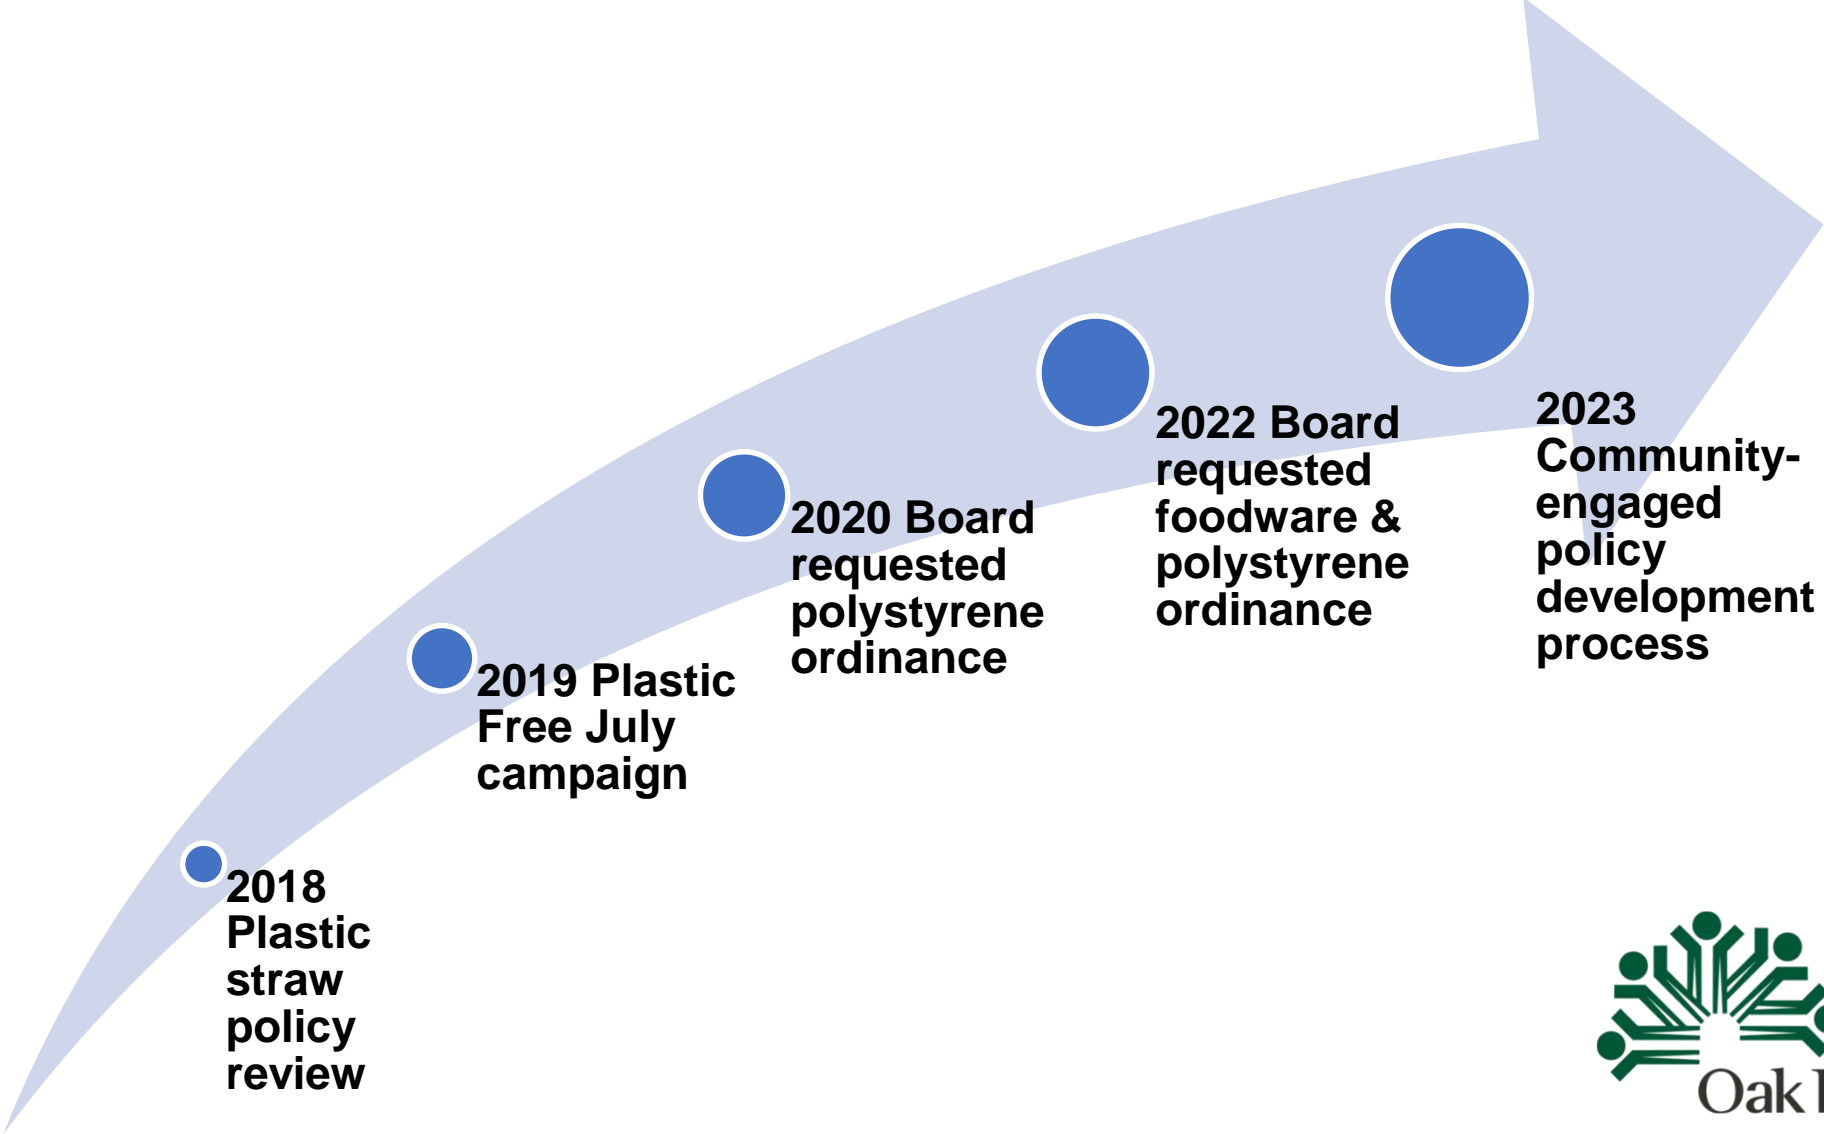 2018
Plastic
straw
policy
review
2019 Plastic
Free July
campaign
2020 Board
requested
polystyrene
ordinance
2022 Board
requested
foodware &
polystyrene
ordinance
2023
Community-
engaged
policy
development
process
Oak